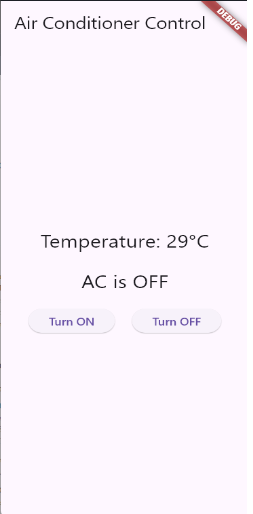 Air Conditioner Control
DEBUG
Temperature: 29°C
AC is OFF
Turn ON
Turn OFF